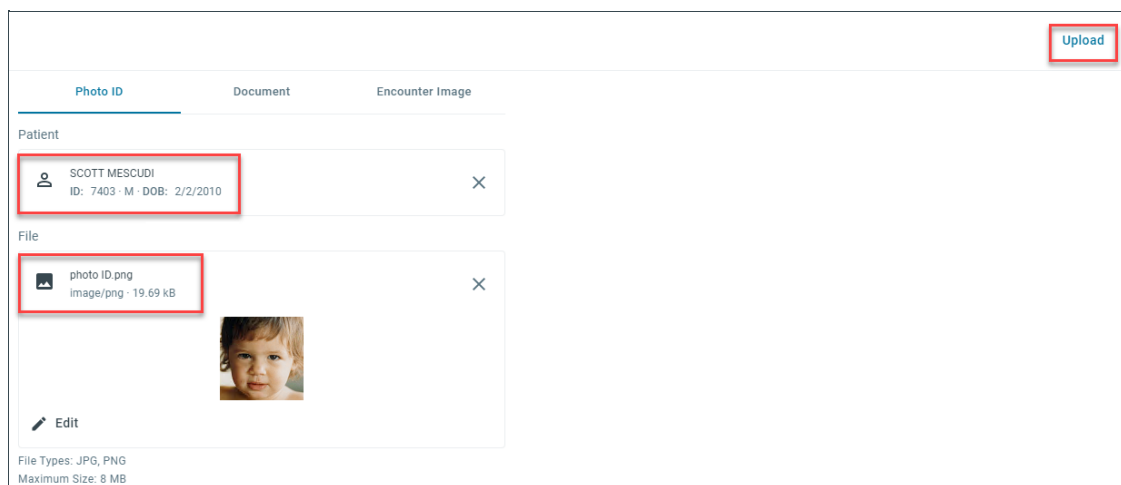 Upload
Photo ID Document Encounter Image
Patient
SCOTT MESCUDI
ID: 7403 · M · DOB: 2/2/2010
File
photo ID.png
image/png · 19.69 kB
Edit
File Types: JPG, PNG
Maximum Size: 8 MB